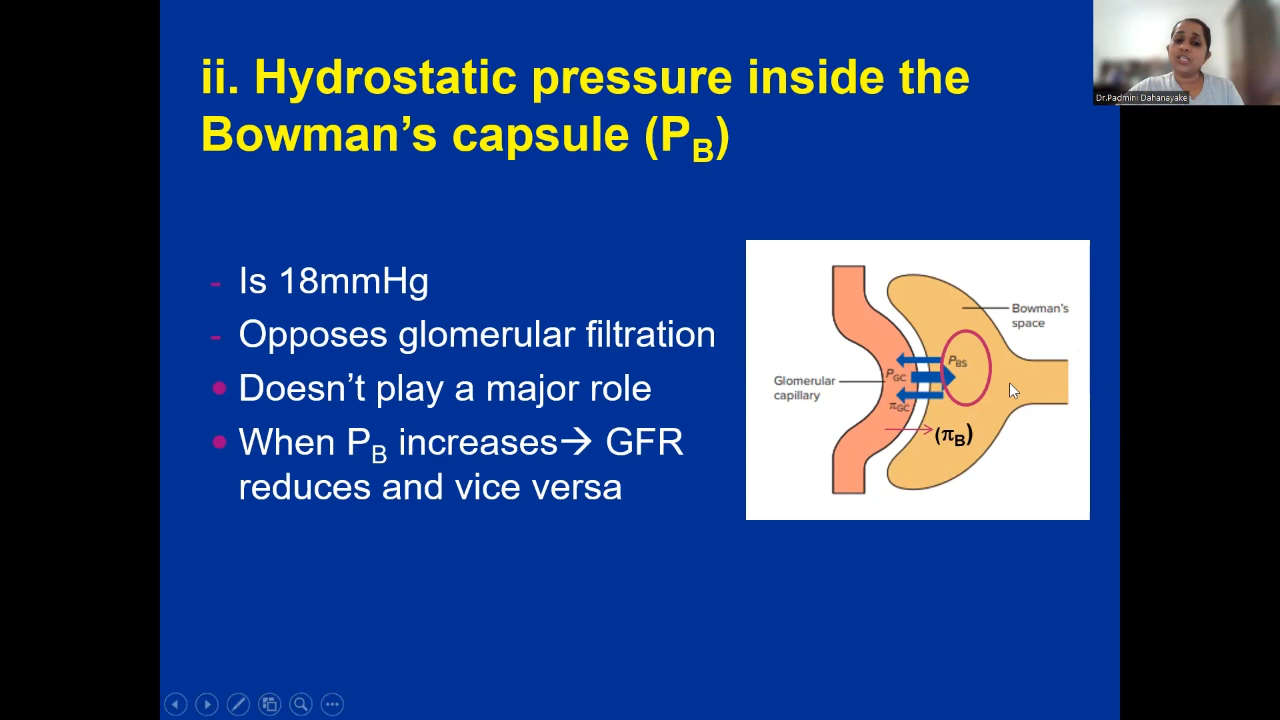 ii. Hydrostatic pressure inside the
Bowman's capsule (PB)
Dr.Padmini Dahanayake
- Is 18mmHg
- Opposes glomerular filtration
• Doesn't play a major role
• When PB increases→ GFR
reduces and vice versa
Bowman's
space
PBS
PGC
Glomerular
capillary
πGC
(πB)